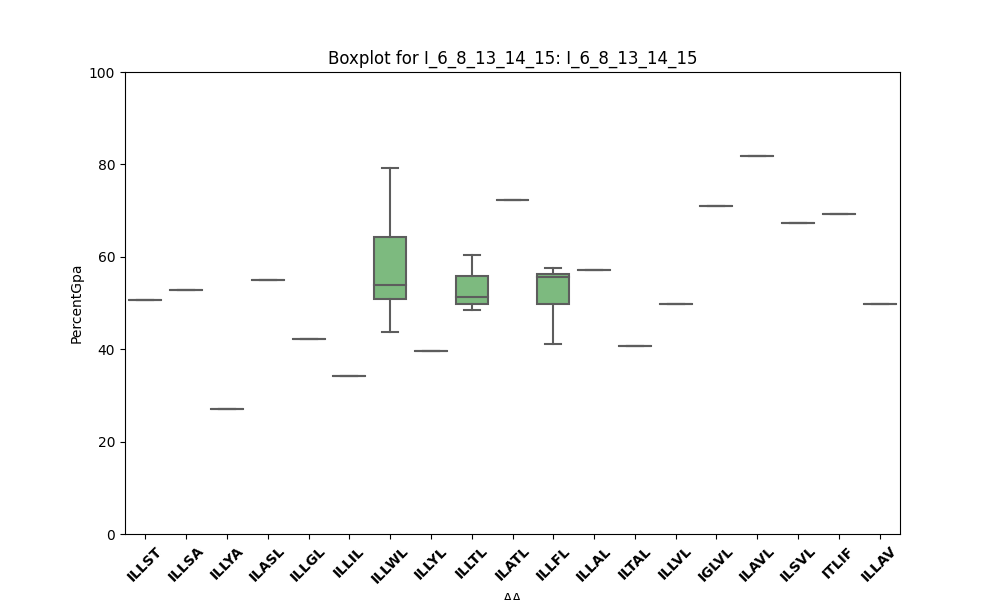 Boxplot for I_6_8_13_14_15: I_6_8_13_14_15
100
80
60
40
20
0
PercentGpa
ILLST ILLSA ILLYA ILASL ILLGL ILLIL ILLWL ILLYL ILLTL ILATL ILLFL ILLAL ILTAL ILLVL IGLVL ILAVL ILSVL ITLIF ILLAV
AA